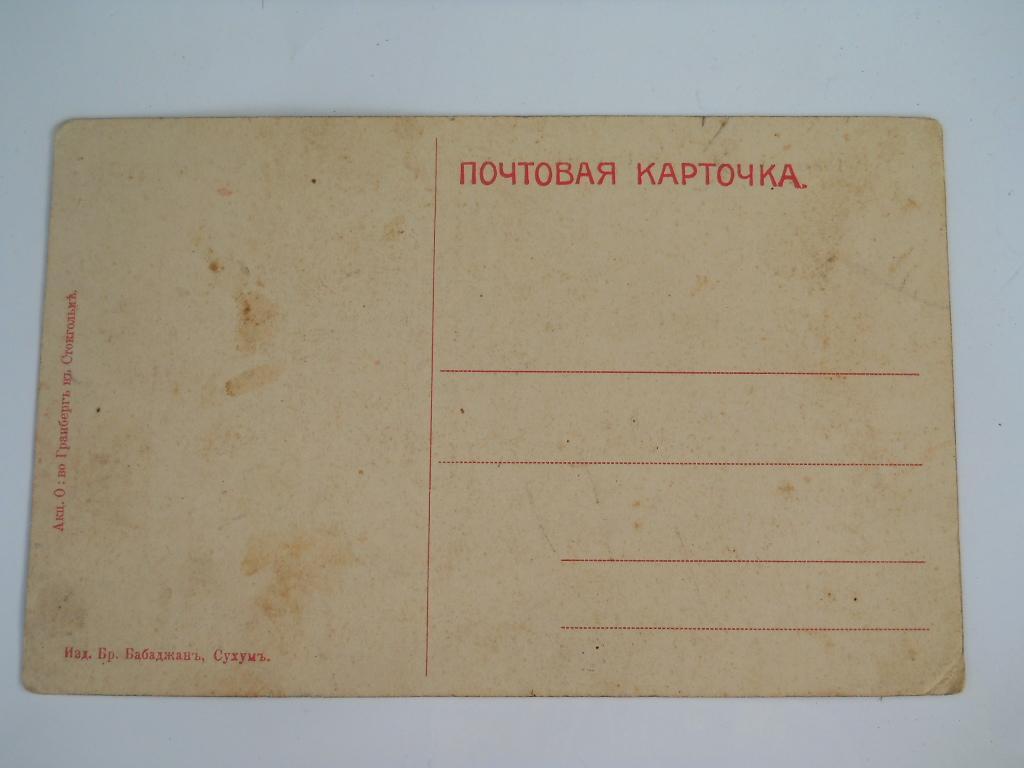 ПОЧТОВАЯ КАРТОЧКА.
Акц. О:во Гранбергъ въ Стокгольмѣ.
Изд. Бр. Бабаджанъ, Сухумъ.